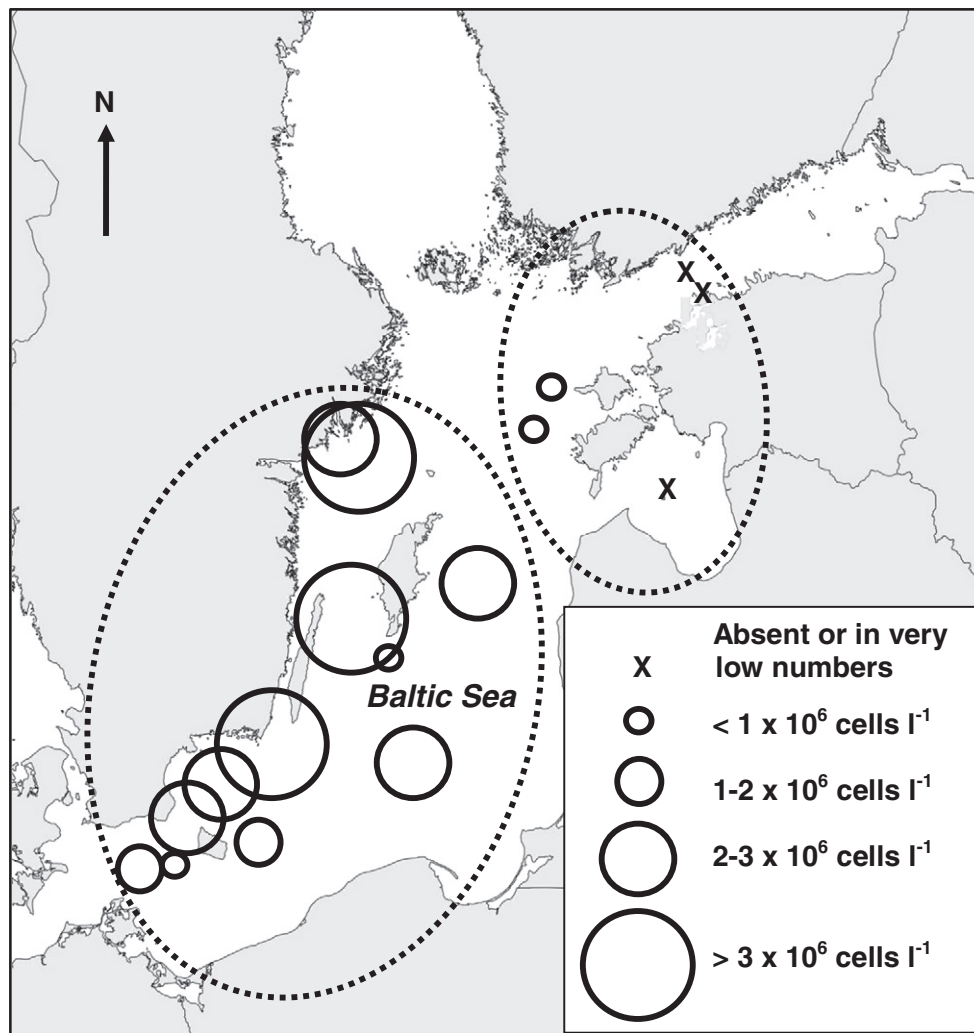 N
X
X
X
Baltic Sea
Absent or in very
X low numbers
< 1 x 10⁶ cells l⁻¹
1-2 x 10⁶ cells l⁻¹
2-3 x 10⁶ cells l⁻¹
> 3 x 10⁶ cells l⁻¹